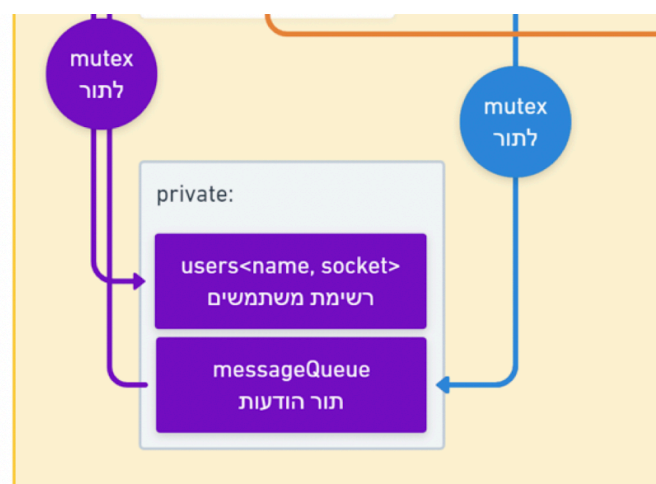 mutex
לתור
mutex
לתור
private:
users<name, socket>
רשימת משתמשים
messageQueue
תור הודעות